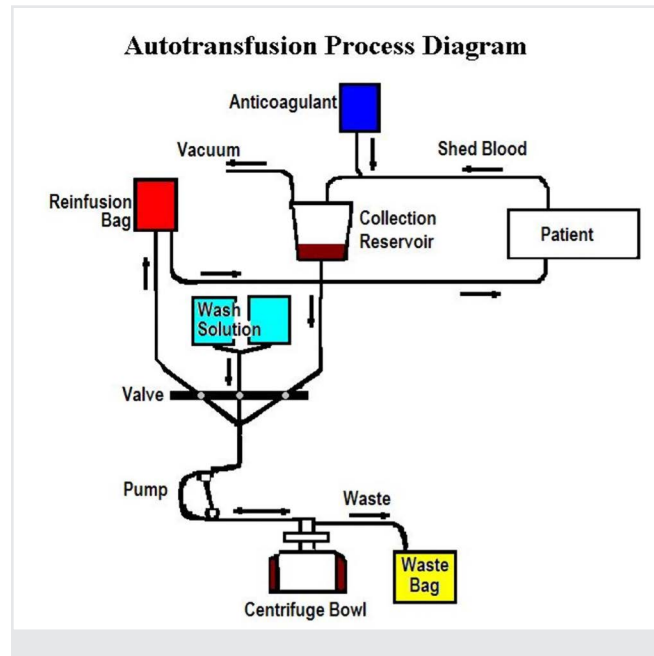 Autotransfusion Process Diagram
Anticoagulant
Vacuum
Shed Blood
Reinfusion
Bag
Collection
Reservoir
Patient
Wash
Solution
Valve
Pump
Waste
Waste
Bag
Centrifuge Bowl